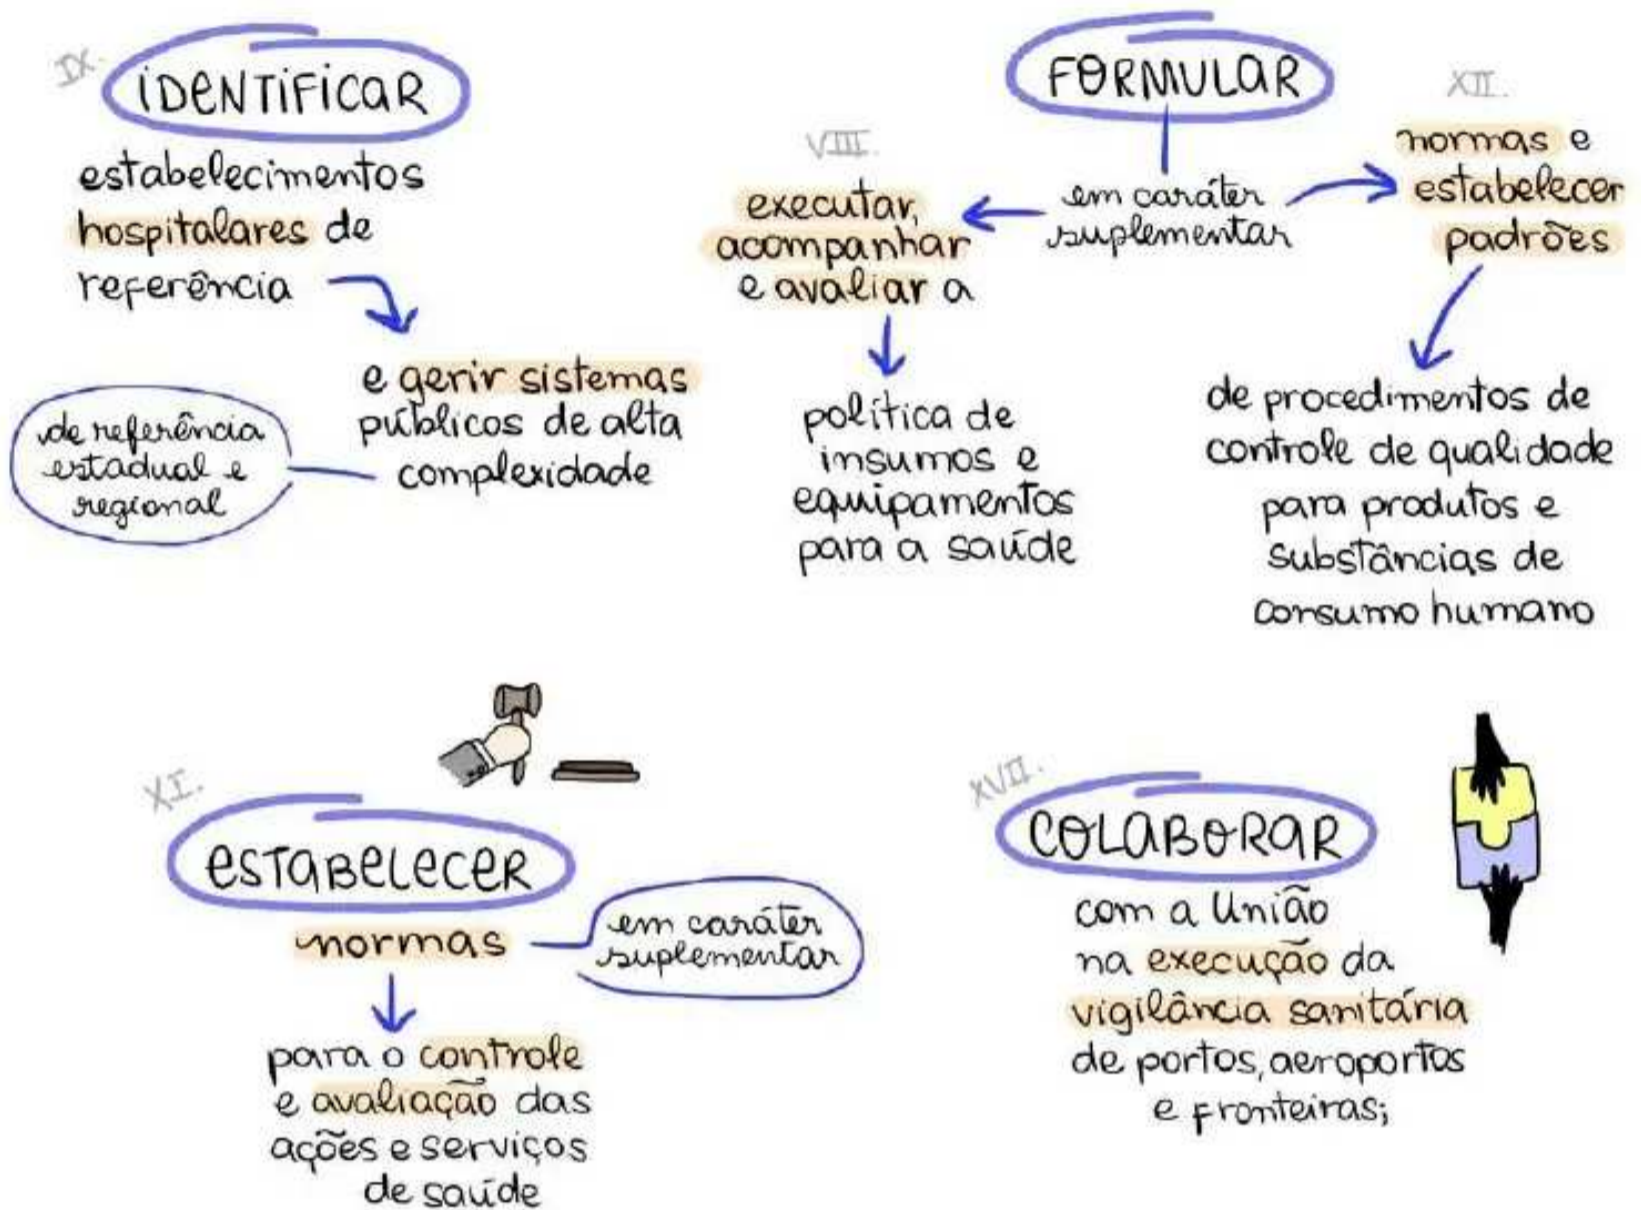 IX.
iDENTiFiCAR
estabelecimentos
hospitalares de
referência
e gerir sistemas
públicos de alta
complexidade
de referência
estadual e
regional
FORMULAR
em caráter
suplementar
VIII.
executar,
acompanhar
e avaliar a
política de
insumos e
equipamentos
para a saúde
XII.
normas e
estabelecer
padrões
de procedimentos de
controle de qualidade
para produtos e
substâncias de
consumo humano
XI.
ESTABELECER
normas
em caráter
suplementar
para o controle
e avaliação das
ações e serviços
de saúde
XVII.
COLABORAR
com a União
na execução da
vigilância sanitária
de portos, aeroportos
e fronteiras;